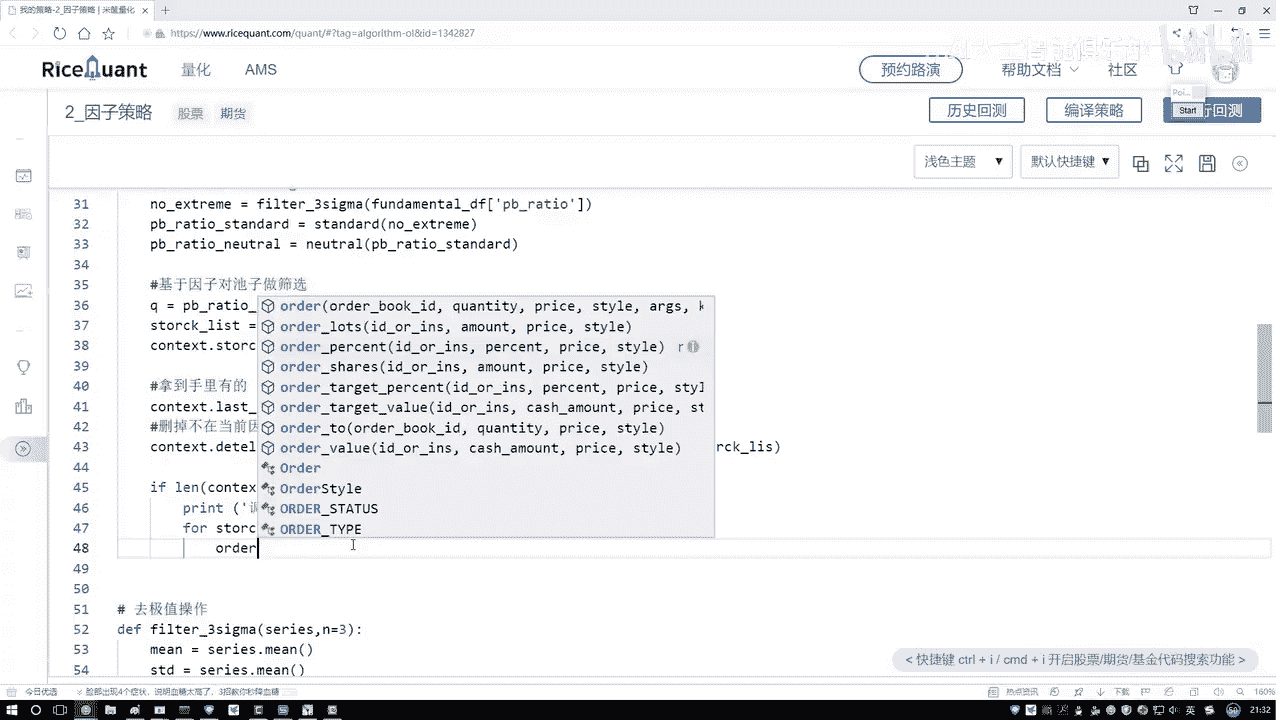 我的策略-2_因子策略 | 米筐量化
https://www.ricequant.com/quant/#?tag=algorithm-ol&id=1342827
RiceQuant 量化 AMS 预约路演 帮助文档 社区
Poi...
Start
2_因子策略 股票 期货 历史回测 编译策略 行回测
浅色主题 默认快捷键
31 no_extreme = filter_3sigma(fundamental_df['pb_ratio'])
32 pb_ratio_standard = standard(no_extreme)
33 pb_ratio_neutral = neutral(pb_ratio_standard)
34
35 #基于因子对池子做筛选
36 q = pb_ratio_ order(order_book_id, quantity, price, style, args, k
37 storck_list = order_lots(id_or_ins, amount, price, style)
38 context.storc order_percent(id_or_ins, percent, price, style) r
39 order_shares(id_or_ins, amount, price, style)
40 #拿到手里有的 order_target_percent(id_or_ins, percent, price, styl
41 context.last_ order_target_value(id_or_ins, cash_amount, price, st
42 #删掉不在当前因 order_to(order_book_id, quantity, price, style)
43 context.detel order_value(id_or_ins, cash_amount, price, style) rck_lis)
44 Order
45 if len(contex OrderStyle
46 print ('调 ORDER_STATUS
47 for storc ORDER_TYPE
48 order
49
50
51 # 去极值操作
52 def filter_3sigma(series,n=3):
53 mean = series.mean()
54 std = series.mean()
< 快捷键 ctrl + i / cmd + i 开启股票/期货/基金代码搜索功能 >
今日优选 脸部出现4个症状，说明血糖太高了，3招教你秒降血糖 热点资讯 下载 160%
英 21:32